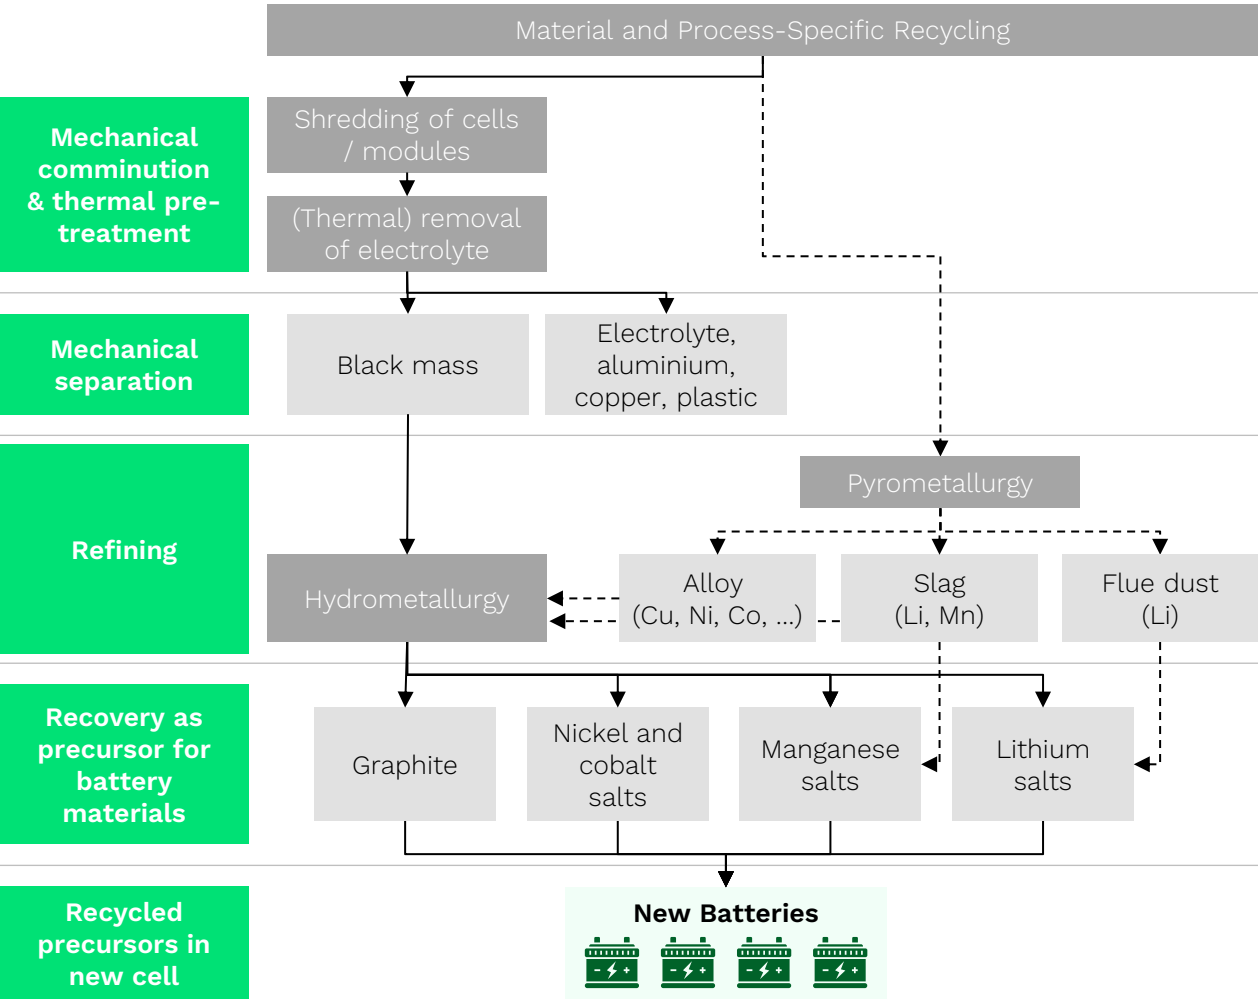 Material and Process-Specific Recycling
Mechanical
comminution
& thermal pre-
treatment
Shredding of cells
/ modules
(Thermal) removal
of electrolyte
Mechanical
separation
Black mass
Electrolyte,
aluminium,
copper, plastic
Refining
Pyrometallurgy
Hydrometallurgy
Alloy
(Cu, Ni, Co, ...)
Slag
(Li, Mn)
Flue dust
(Li)
Recovery as
precursor for
battery
materials
Graphite
Nickel and
cobalt
salts
Manganese
salts
Lithium
salts
Recycled
precursors in
new cell
New Batteries